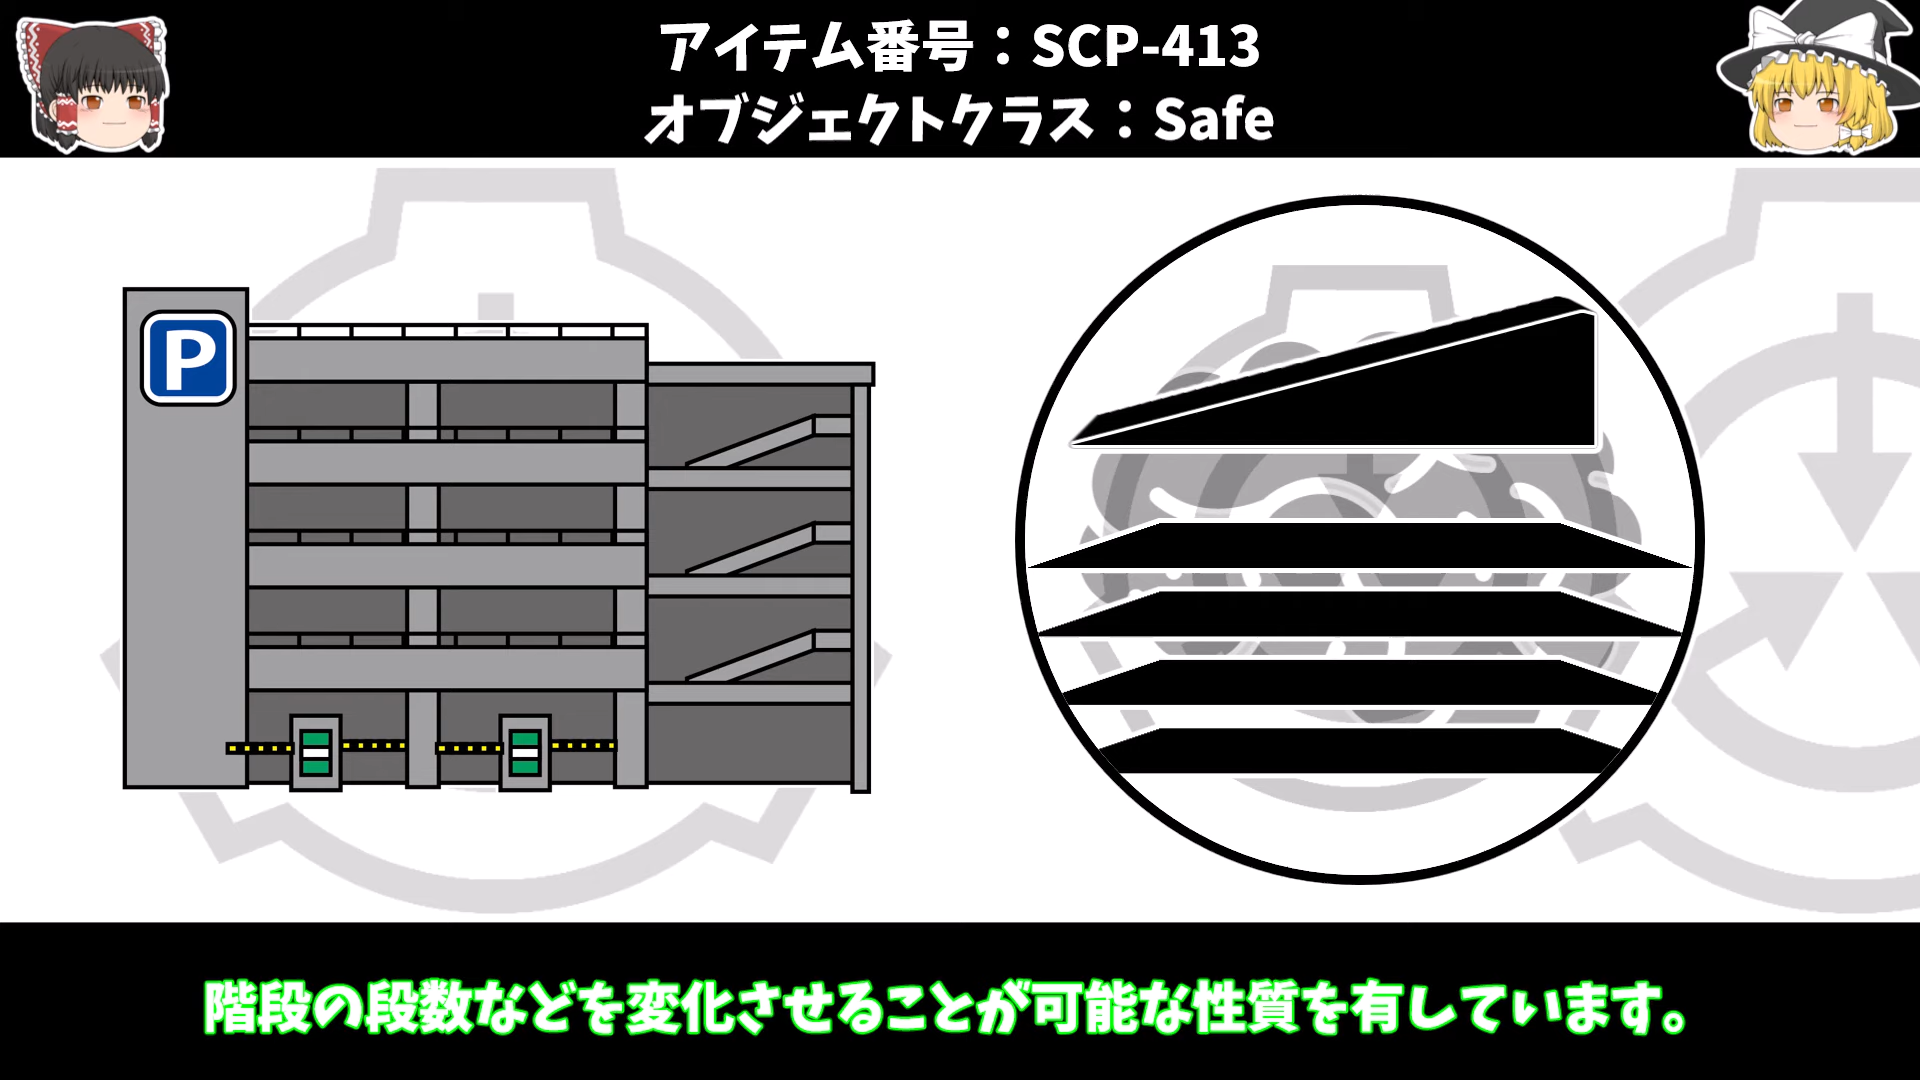 アイテム番号：SCP-413
オブジェクトクラス：Safe
P
階段の段数などを変化させることが可能な性質を有しています。